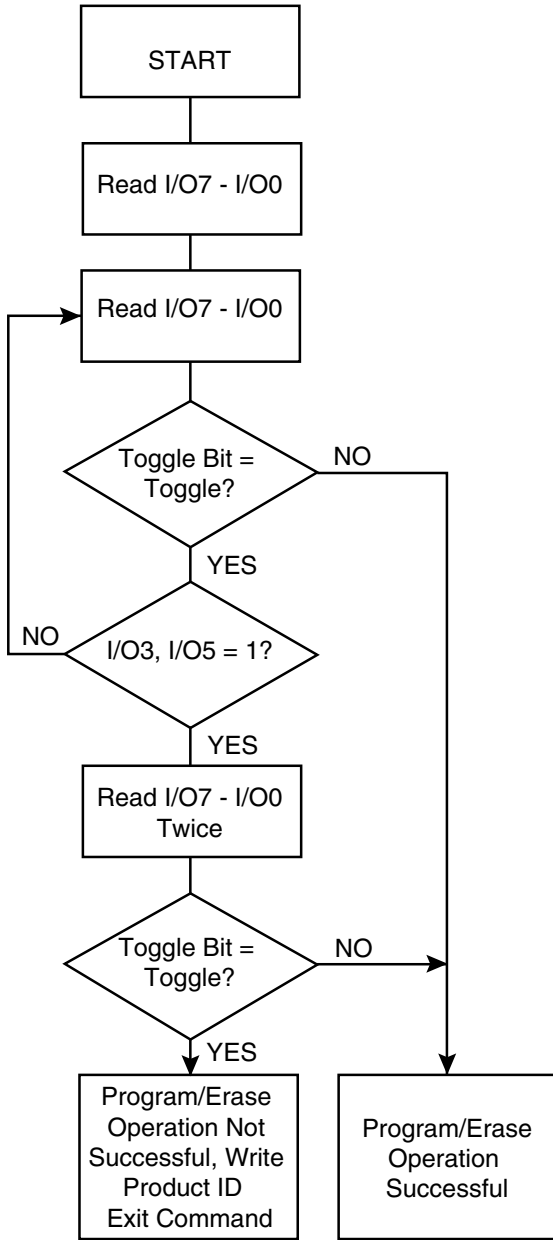 START
Read I/O7 - I/O0
Read I/O7 - I/O0
Toggle Bit =
Toggle?
NO
YES
NO
I/O3, I/O5 = 1?
YES
Read I/O7 - I/O0
Twice
Toggle Bit =
Toggle?
NO
YES
Program/Erase
Operation Not
Successful, Write
Product ID
Exit Command
Program/Erase
Operation
Successful